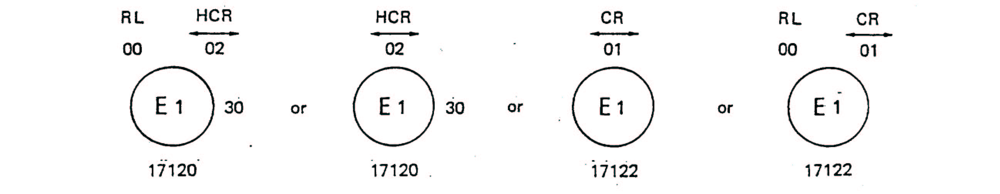 RL HCR HCR CR RL CR
00 02 02 01 00 01
E 1 30 or E 1 30 or E 1 or E 1
17120 17120 17122 17122